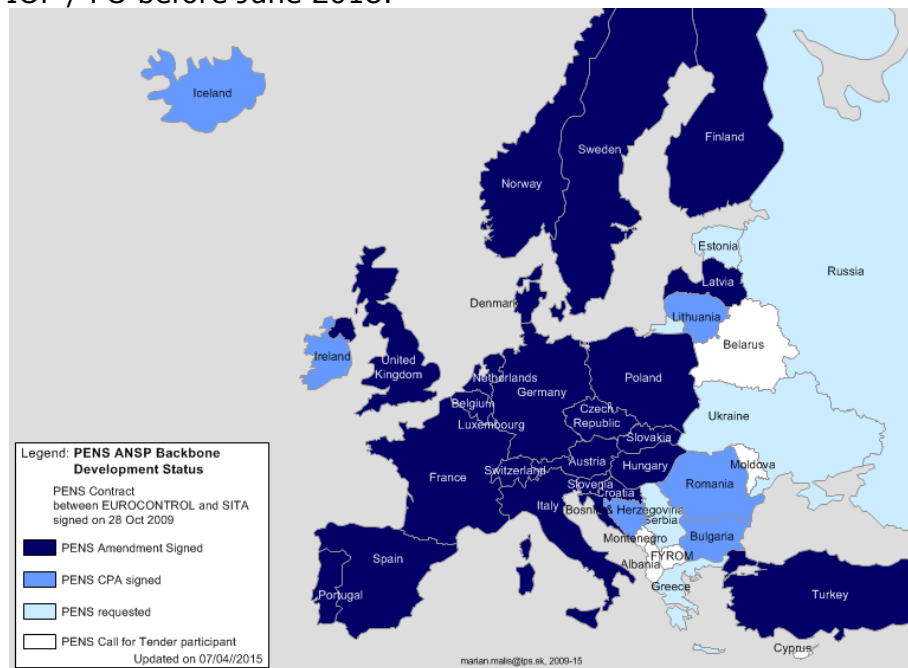 IOP / FO before June 2018.
Iceland
Norway
Sweden
Finland
Estonia
Russia
Latvia
Denmark
Lithuania
Belarus
Ireland
United
Kingdom
Netherlands
Germany
Poland
Belgium
Luxembourg
Czech
Republic
Ukraine
Slovakia
France
Switzerland
Austria
Hungary
Moldova
Slovenia
Croatia
Romania
Italy
Bosnia & Herzegovina
Serbia
Montenegro
Bulgaria
FYROM
Albania
Spain
Portugal
Greece
Turkey
Cyprus
Legend: PENS ANSP Backbone
Development Status
PENS Contract
between EUROCONTROL and SITA
signed on 28 Oct 2009
PENS Amendment Signed
PENS CPA signed
PENS requested
PENS Call for Tender participant
Updated on 07/04//2015
marian.malis@lps.sk, 2009-15